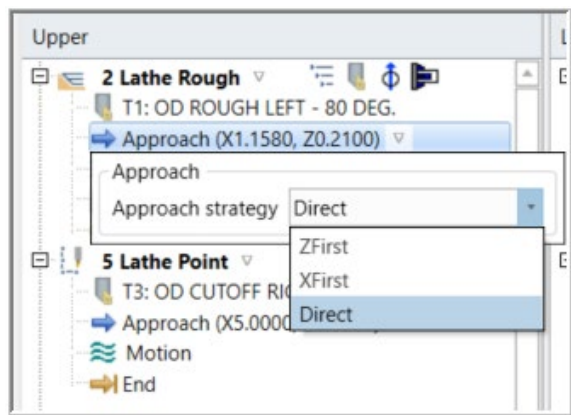 Upper
L
2 Lathe Rough
T1: OD ROUGH LEFT - 80 DEG.
Approach (X1.1580, Z0.2100)
Approach
Approach strategy Direct
ZFirst
XFirst
Direct
5 Lathe Point
T3: OD CUTOFF
Approach (X5.0000,
Motion
End